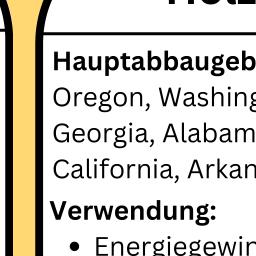 Hauptabbaugeb
Oregon, Washing
Georgia, Alabam
California, Arkan
Verwendung:
• Energiegewin